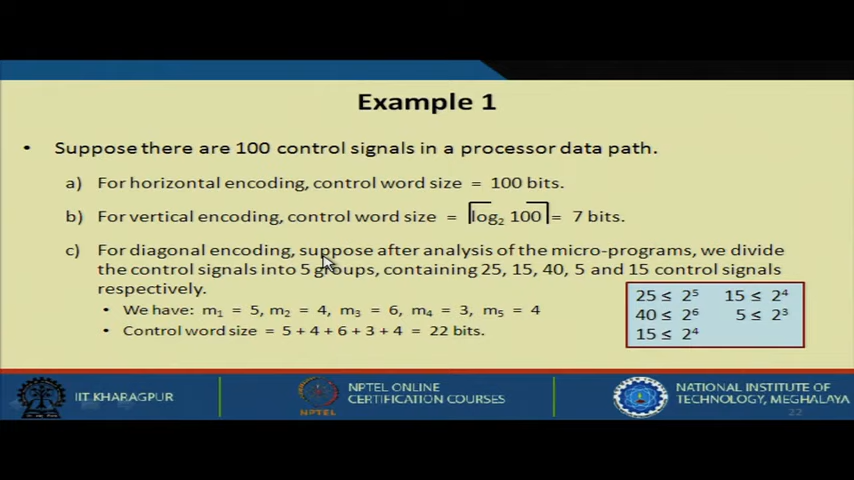 Example 1
• Suppose there are 100 control signals in a processor data path.
a) For horizontal encoding, control word size = 100 bits.
b) For vertical encoding, control word size = ⌈log₂ 100⌉ = 7 bits.
c) For diagonal encoding, suppose after analysis of the micro-programs, we divide
the control signals into 5 groups, containing 25, 15, 40, 5 and 15 control signals
respectively.
• We have: m₁ = 5, m₂ = 4, m₃ = 6, m₄ = 3, m₅ = 4
• Control word size = 5 + 4 + 6 + 3 + 4 = 22 bits.
25 ≤ 2⁵ 15 ≤ 2⁴
40 ≤ 2⁶ 5 ≤ 2³
15 ≤ 2⁴
IIT KHARAGPUR
NPTEL
NPTEL ONLINE
CERTIFICATION COURSES
NATIONAL INSTITUTE OF
TECHNOLOGY, MEGHALAYA
22